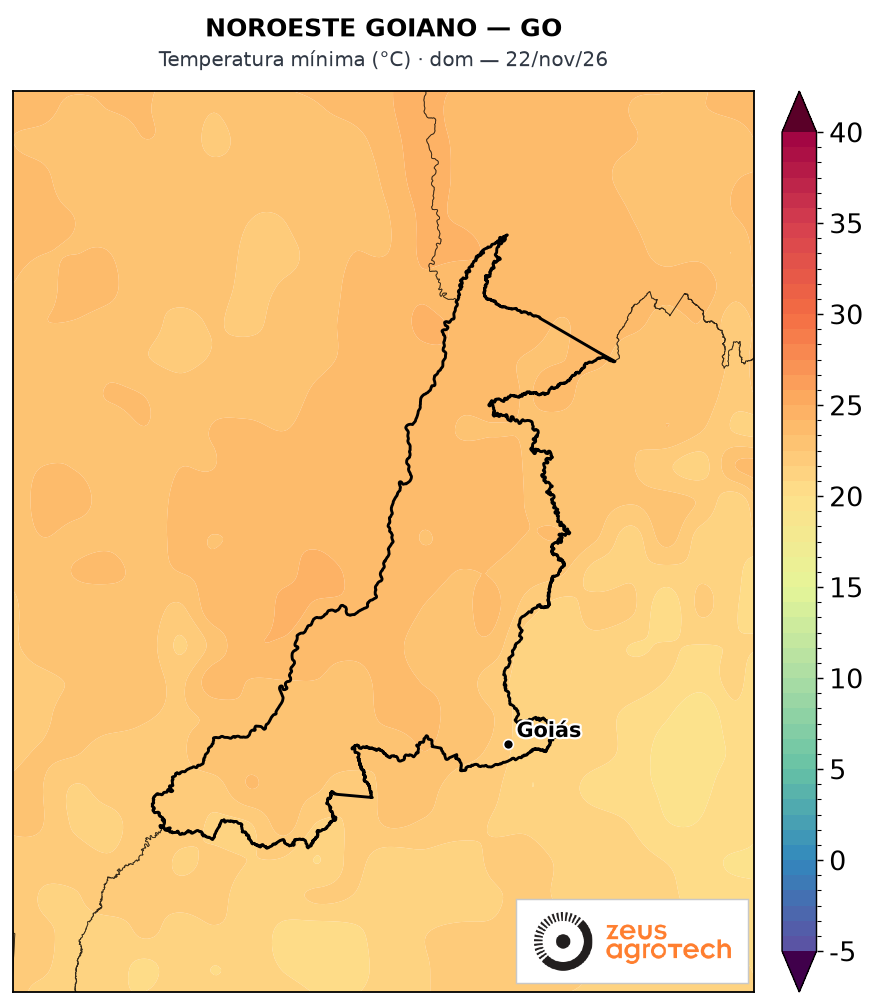 NOROESTE GOIANO — GO
Temperatura mínima (°C) · dom — 22/nov/26
40
35
30
25
20
15
10
5
0
-5
Goiás
zeus
agrotech